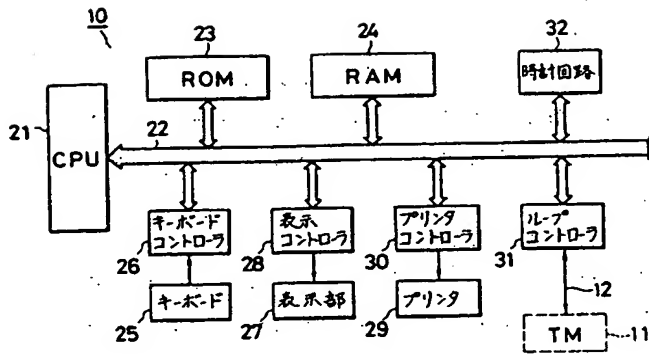 10
23
24
32
ROM
RAM
時計回路
21
22
CPU
キーボード
コントローラ
表示
コントローラ
プリンタ
コントローラ
ループ
コントローラ
26
28
30
31
12
キーボード
表示部
プリンタ
25
27
29
TM
11